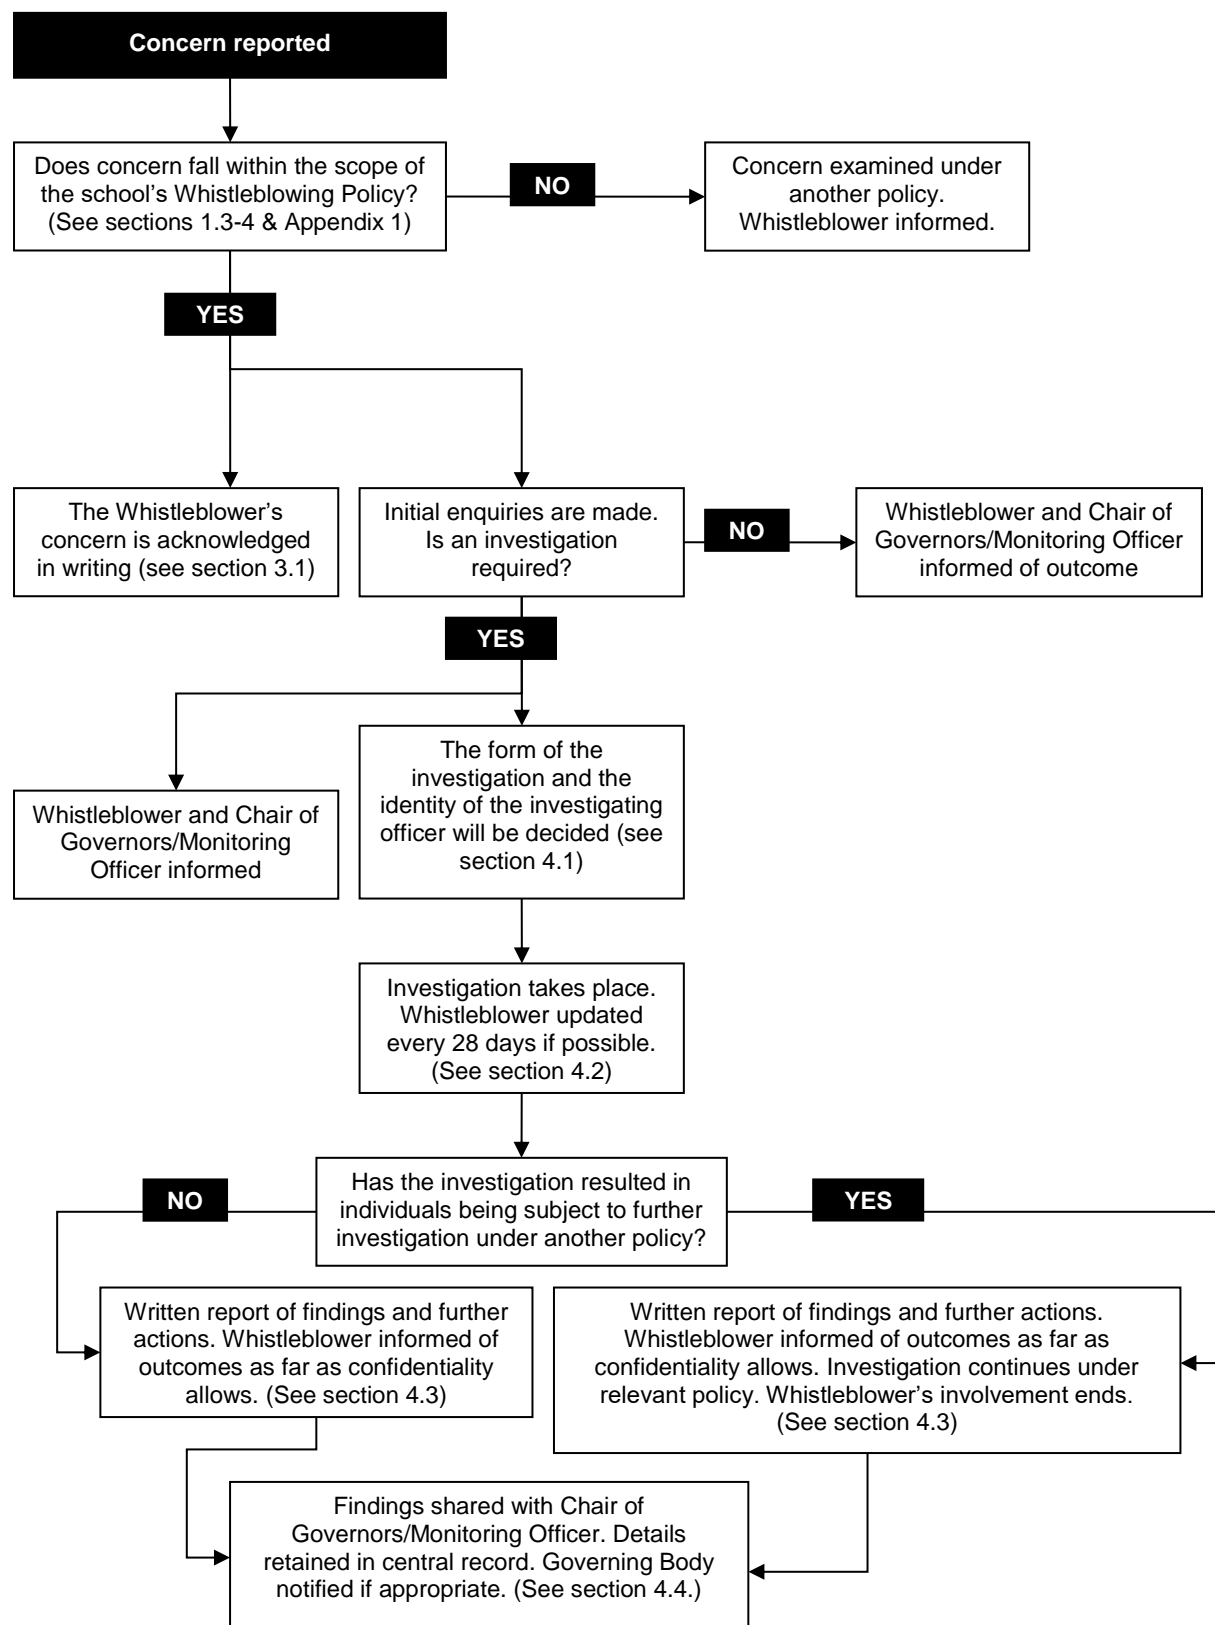 Concern reported
Does concern fall within the scope of
the school's Whistleblowing Policy?
(See sections 1.3-4 & Appendix 1)
NO
Concern examined under
another policy.
Whistleblower informed.
YES
The Whistleblower's
concern is acknowledged
in writing (see section 3.1)
Initial enquiries are made.
Is an investigation
required?
NO
Whistleblower and Chair of
Governors/Monitoring Officer
informed of outcome
YES
Whistleblower and Chair of
Governors/Monitoring
Officer informed
The form of the
investigation and the
identity of the investigating
officer will be decided (see
section 4.1)
Investigation takes place.
Whistleblower updated
every 28 days if possible.
(See section 4.2)
Has the investigation resulted in
individuals being subject to further
investigation under another policy?
NO
YES
Written report of findings and further
actions. Whistleblower informed of
outcomes as far as confidentiality
allows. (See section 4.3)
Written report of findings and further actions.
Whistleblower informed of outcomes as far as
confidentiality allows. Investigation continues under
relevant policy. Whistleblower's involvement ends.
(See section 4.3)
Findings shared with Chair of
Governors/Monitoring Officer. Details
retained in central record. Governing Body
notified if appropriate. (See section 4.4.)